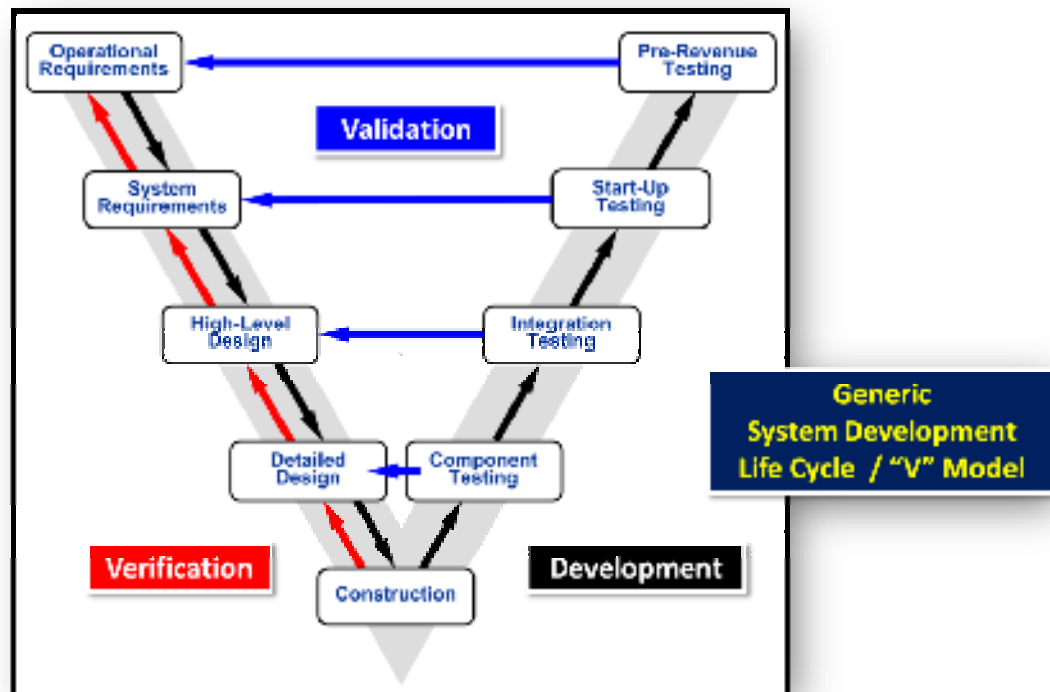 Operational
Requirements
Pre-Revenue
Testing
Validation
System
Requirements
Start-Up
Testing
High-Level
Design
Integration
Testing
Generic
System Development
Life Cycle / “V” Model
Detailed
Design
Component
Testing
Verification
Development
Construction